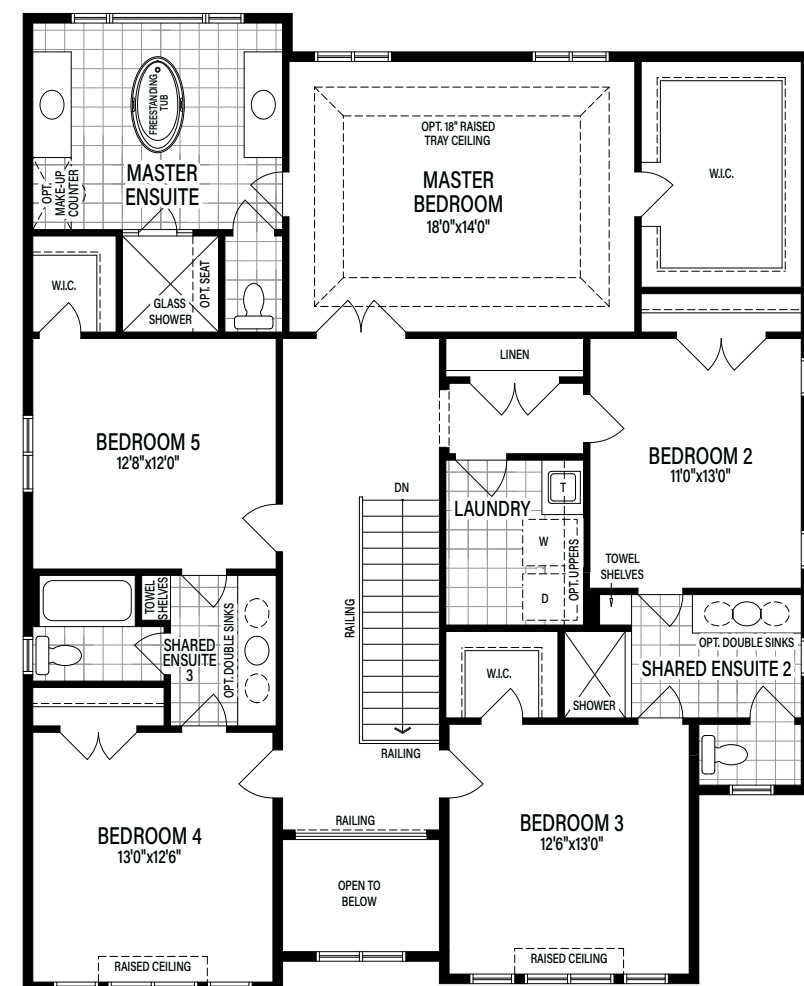 FREESTANDING
TUB
OPT.
MAKE-UP
COUNTER
MASTER
ENSUITE
OPT. 18" RAISED
TRAY CEILING
MASTER
BEDROOM
18'0"x14'0"
W.I.C.
W.I.C.
GLASS
SHOWER
OPT. SEAT
LINEN
BEDROOM 5
12'8"x12'0"
BEDROOM 2
11'0"x13'0"
DN
LAUNDRY
T
W
D
OPT. UPPERS
TOWEL
SHELVES
RAILING
TOWEL
SHELVES
SHARED
ENSUITE
3
OPT. DOUBLE SINKS
OPT. DOUBLE SINKS
SHARED ENSUITE 2
W.I.C.
SHOWER
RAILING
RAILING
BEDROOM 4
13'0"x12'6"
BEDROOM 3
12'6"x13'0"
OPEN TO
BELOW
RAISED CEILING
RAISED CEILING